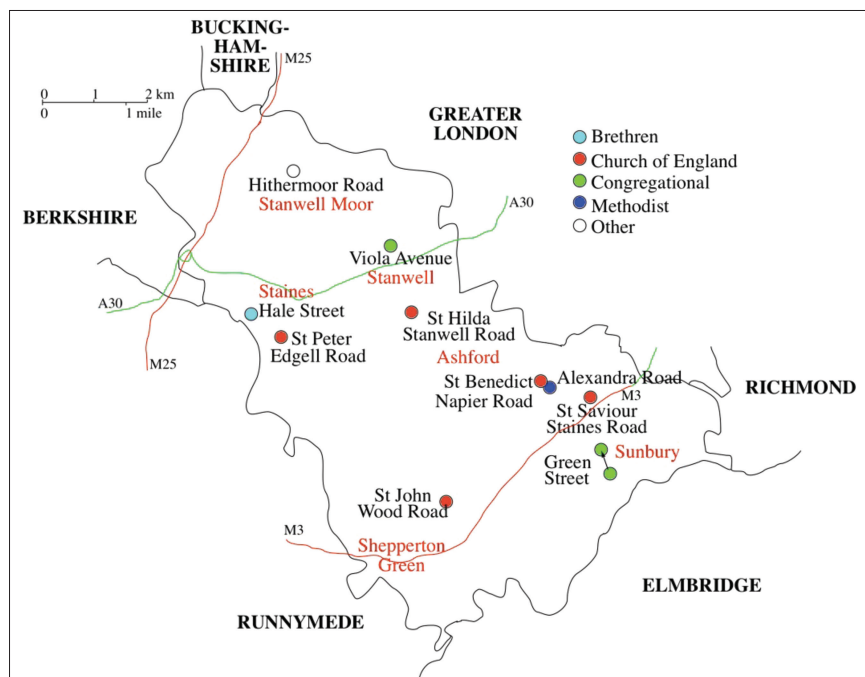 BUCKING-
HAM-
SHIRE
M25
0 1 2 km
0 1 mile
GREATER
LONDON
Brethren
Church of England
Congregational
Methodist
Other
Hithermoor Road
Stanwell Moor
BERKSHIRE
A30
Viola Avenue
Stanwell
Staines
Hale Street
A30
St Peter
Edgell Road
St Hilda
Stanwell Road
M25
Ashford
St Benedict
Napier Road
Alexandra Road
M3
RICHMOND
St Saviour
Staines Road
Green
Street
Sunbury
St John
Wood Road
M3
Shepperton
Green
ELMBRIDGE
RUNNYMEDE